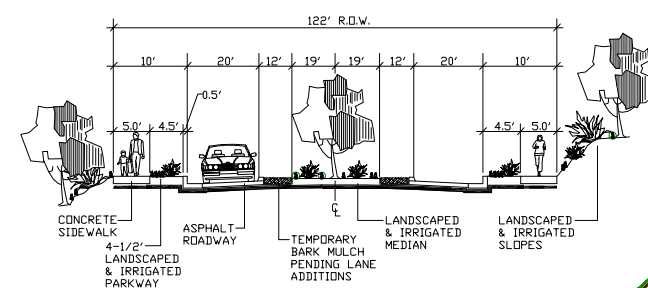 122' R.O.W.
10' 20' 12' 19' 19' 12' 20' 10'
0.5'
5.0' 4.5' 4.5' 5.0'
℄
CONCRETE
SIDEWALK
4-1/2'
LANDSCAPED
& IRRIGATED
PARKWAY
ASPHALT
ROADWAY
TEMPORARY
BARK MULCH
PENDING LANE
ADDITIONS
LANDSCAPED
& IRRIGATED
MEDIAN
LANDSCAPED
& IRRIGATED
SLOPES